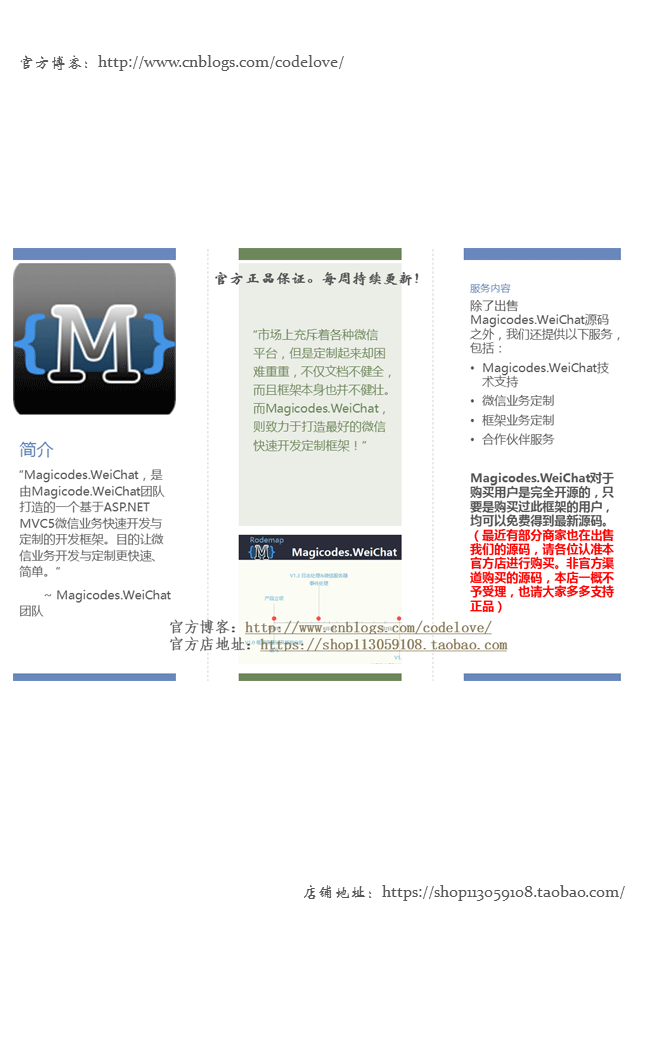 官方博客：http://www.cnblogs.com/codelove/
官方正品保证。每周持续更新!
M
简介
“Magicodes.WeiChat，是
由Magicode.WeiChat团队
打造的一个基于ASP.NET
MVC5微信业务快速开发与
定制的开发框架。目的让微
信业务开发与定制更快速、
简单。”
~ Magicodes.WeiChat
团队
“市场上充斥着各种微信
平台，但是定制起来却困
难重重，不仅文档不健全，
而且框架本身也并不健壮。
而Magicodes.WeiChat，
则致力于打造最好的微信
快速开发定制框架！”
Rodemap
M
Magicodes.WeiChat
产品立项
服务内容
除了出售
Magicodes.WeiChat源码
之外，我们还提供以下服务，
包括：
• Magicodes.WeiChat技
术支持
• 微信业务定制
• 框架业务定制
• 合作伙伴服务
Magicodes.WeiChat对于
购买用户是完全开源的，只
要是购买过此框架的用户，
均可以免费得到最新源码。
（最近有部分商家也在出售
我们的源码，请各位认准本
官方店进行购买。非官方渠
道购买的源码，本店一概不
予受理，也请大家多多支持
正品）
官方博客：http://www.cnblogs.com/codelove/
官方店地址：https://shop113059108.taobao.com
店铺地址：https://shop113059108.taobao.com/